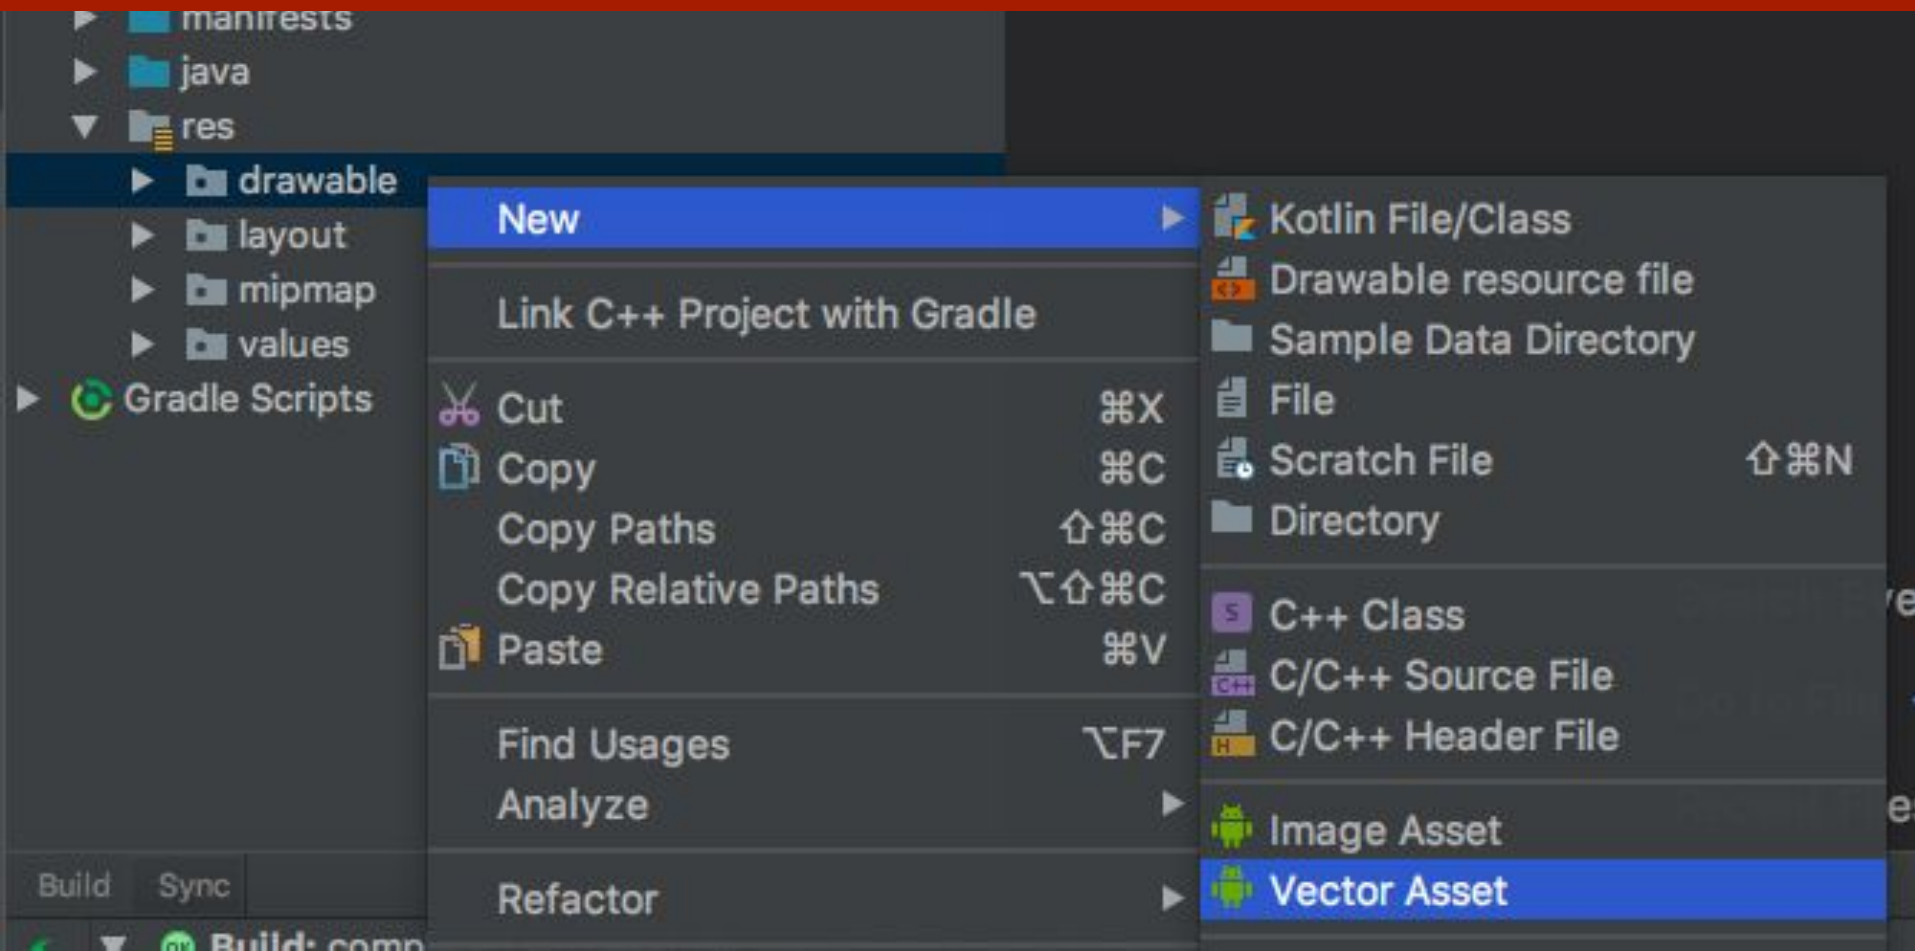 manifests
java
res
drawable
layout
mipmap
values
Gradle Scripts
New
Link C++ Project with Gradle
Cut ⌘X
Copy ⌘C
Copy Paths ⇧⌘C
Copy Relative Paths ⌥⇧⌘C
Paste ⌘V
Find Usages ⌥F7
Analyze
Refactor
Kotlin File/Class
Drawable resource file
Sample Data Directory
File
Scratch File ⇧⌘N
Directory
S C++ Class
C++ C/C++ Source File
H C/C++ Header File
Image Asset
Vector Asset
Build Sync
OK Build: comp